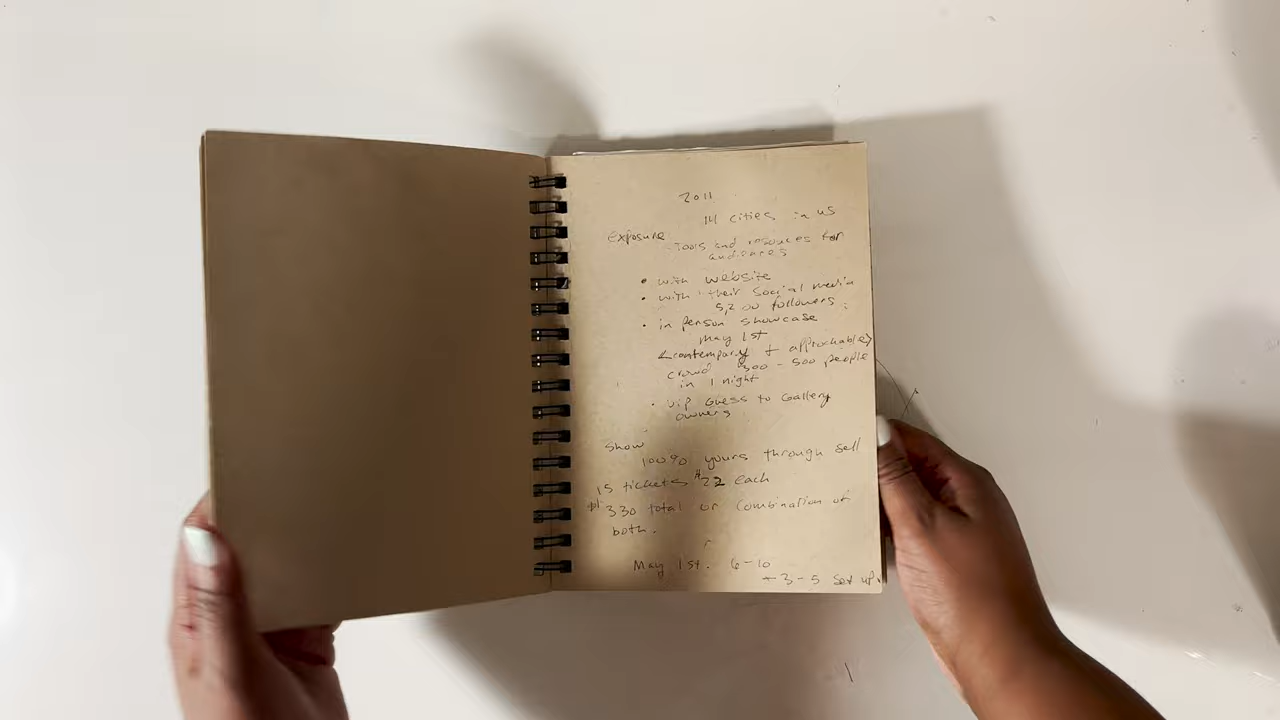 2011
14 cities in US
Exposure
- Tools and resources for
audiences
• with website
• with their social media
5,200 followers
• in person showcase
May 1st
<contempory + approchable>
crowd 300 - 500 people
in 1 night
• vip Guess to Gallery
owners
Show
100% yours through sell
15 tickets $22 each
$330 total or combination of
both.
May 1st. 6-10
- 3-5 set up.